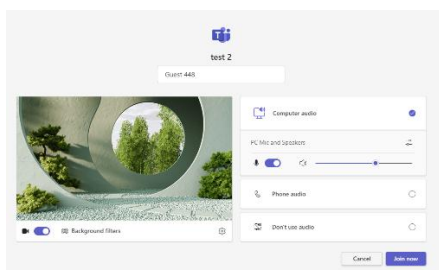 test 2
Guest 448
Computer audio
PC Mic and Speakers
Phone audio
Background filters
Don't use audio
Cancel
Join now